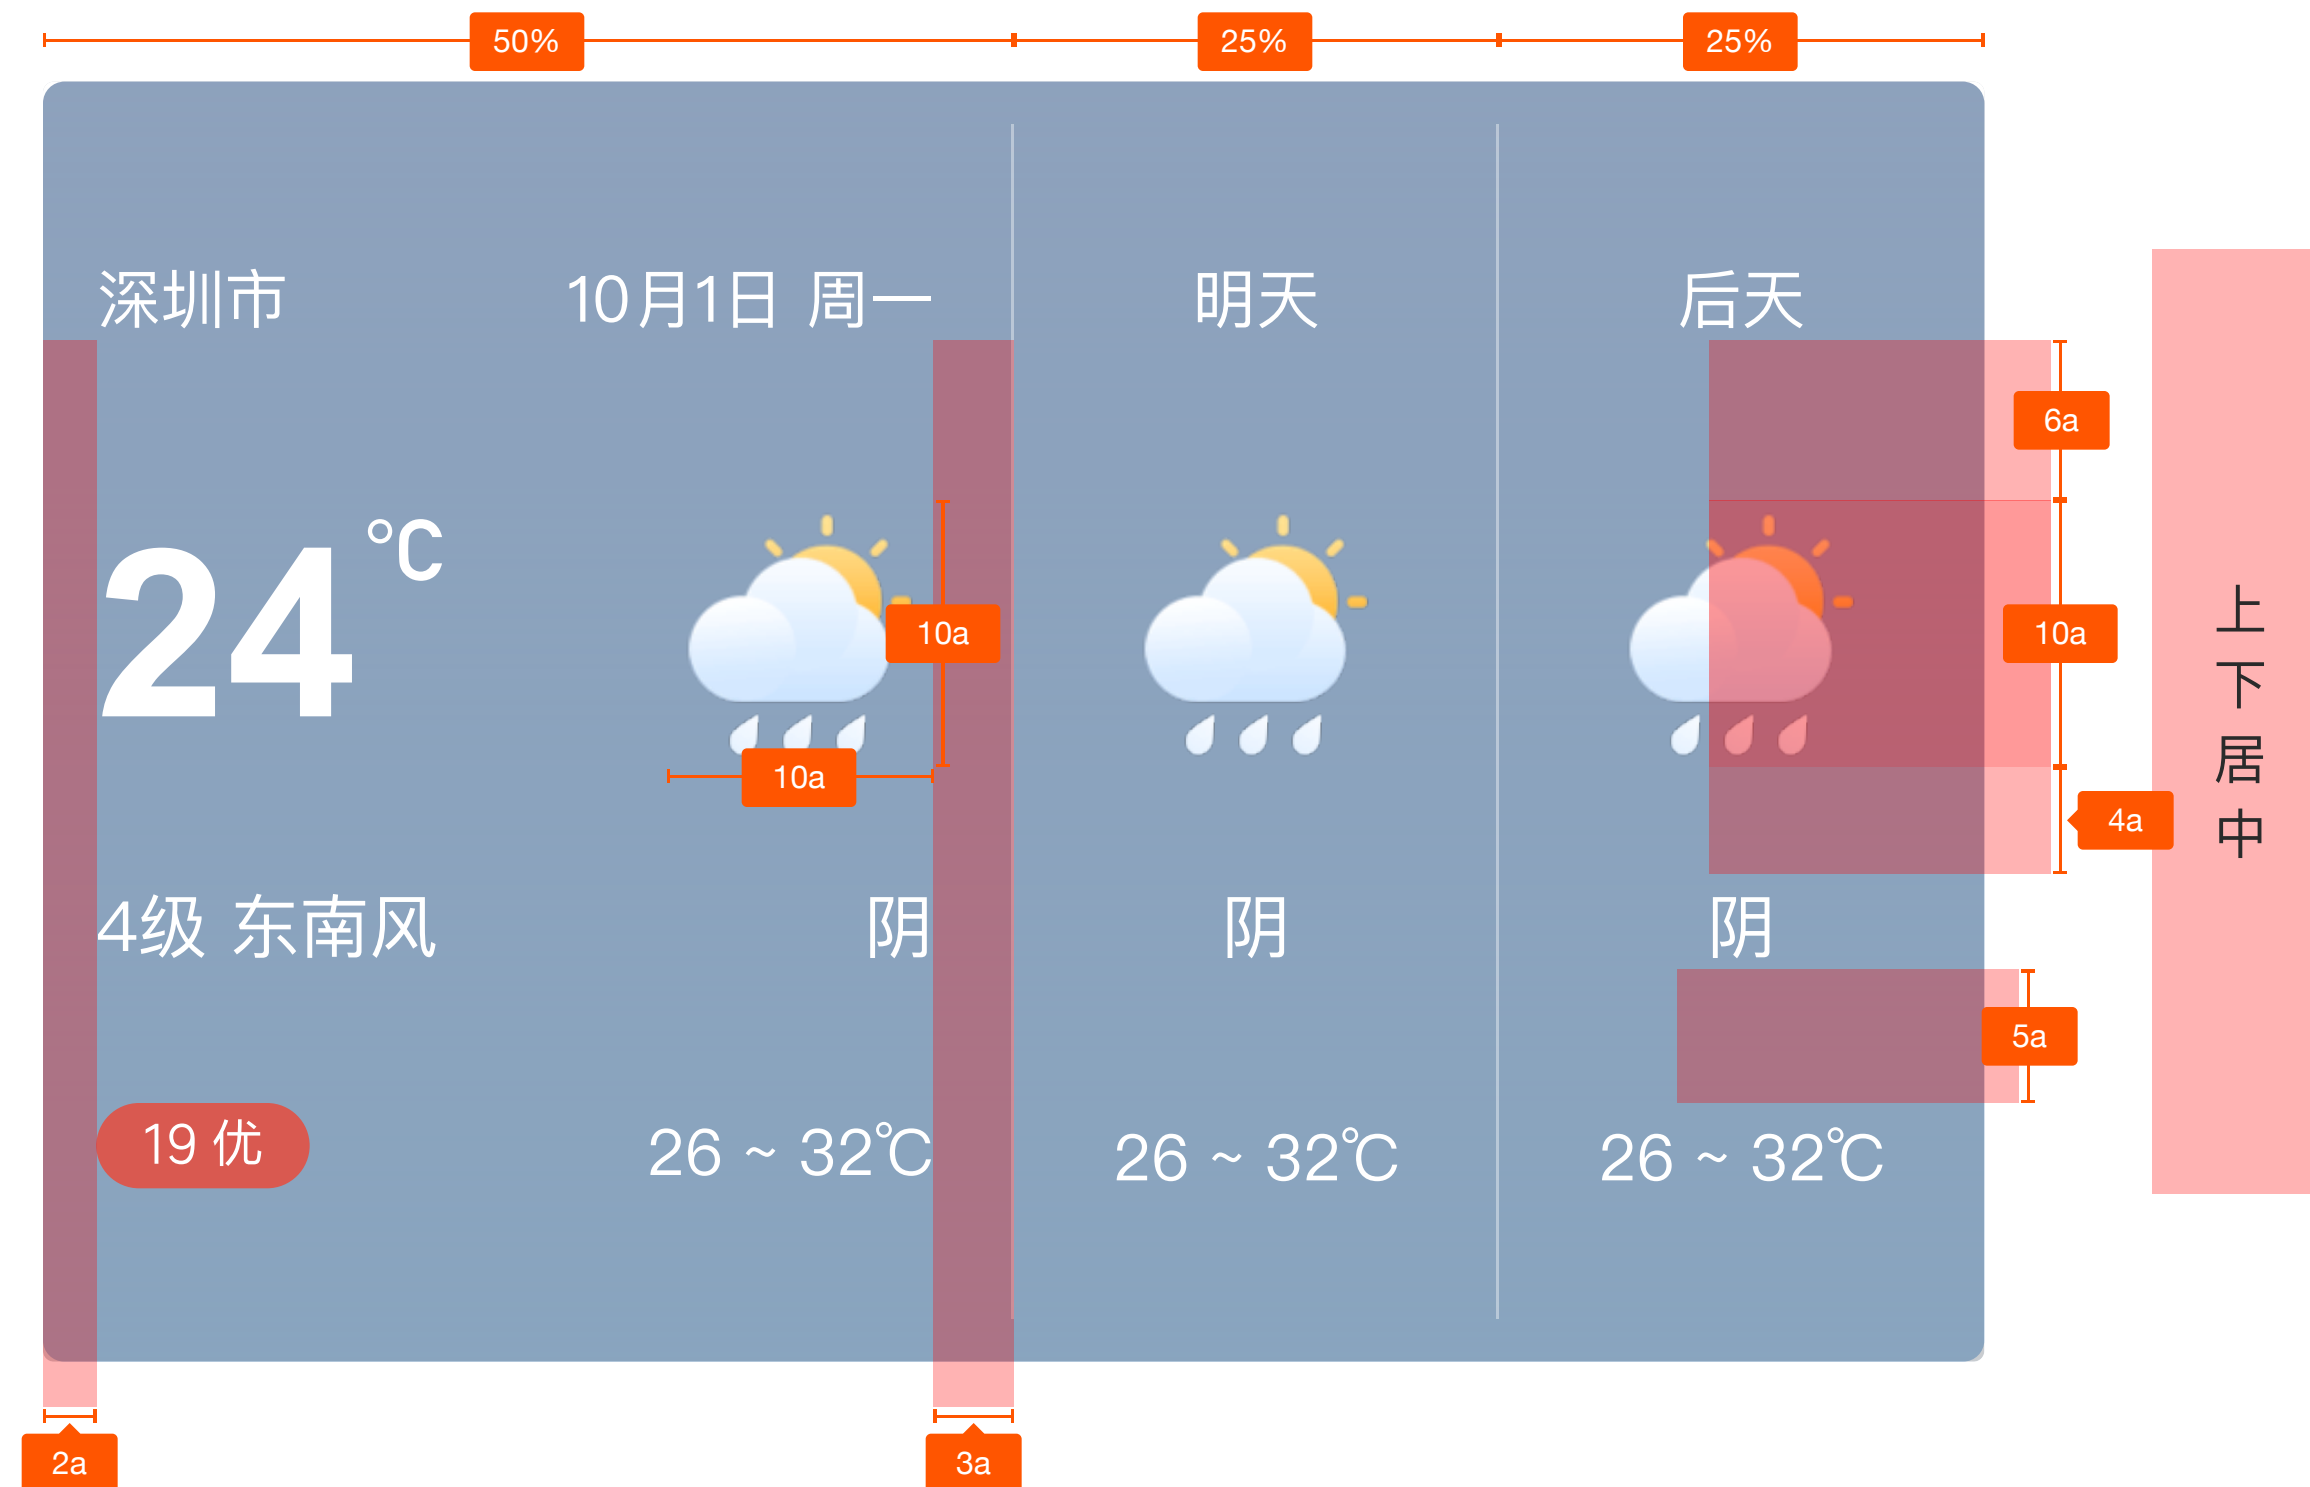 50%
25%
25%
深圳市
10月1日 周一
明天
后天
6a
24℃
10a
10a
10a
4a
上下居中
4级 东南风
阴
阴
阴
5a
19 优
26 ~ 32℃
26 ~ 32℃
26 ~ 32℃
2a
3a